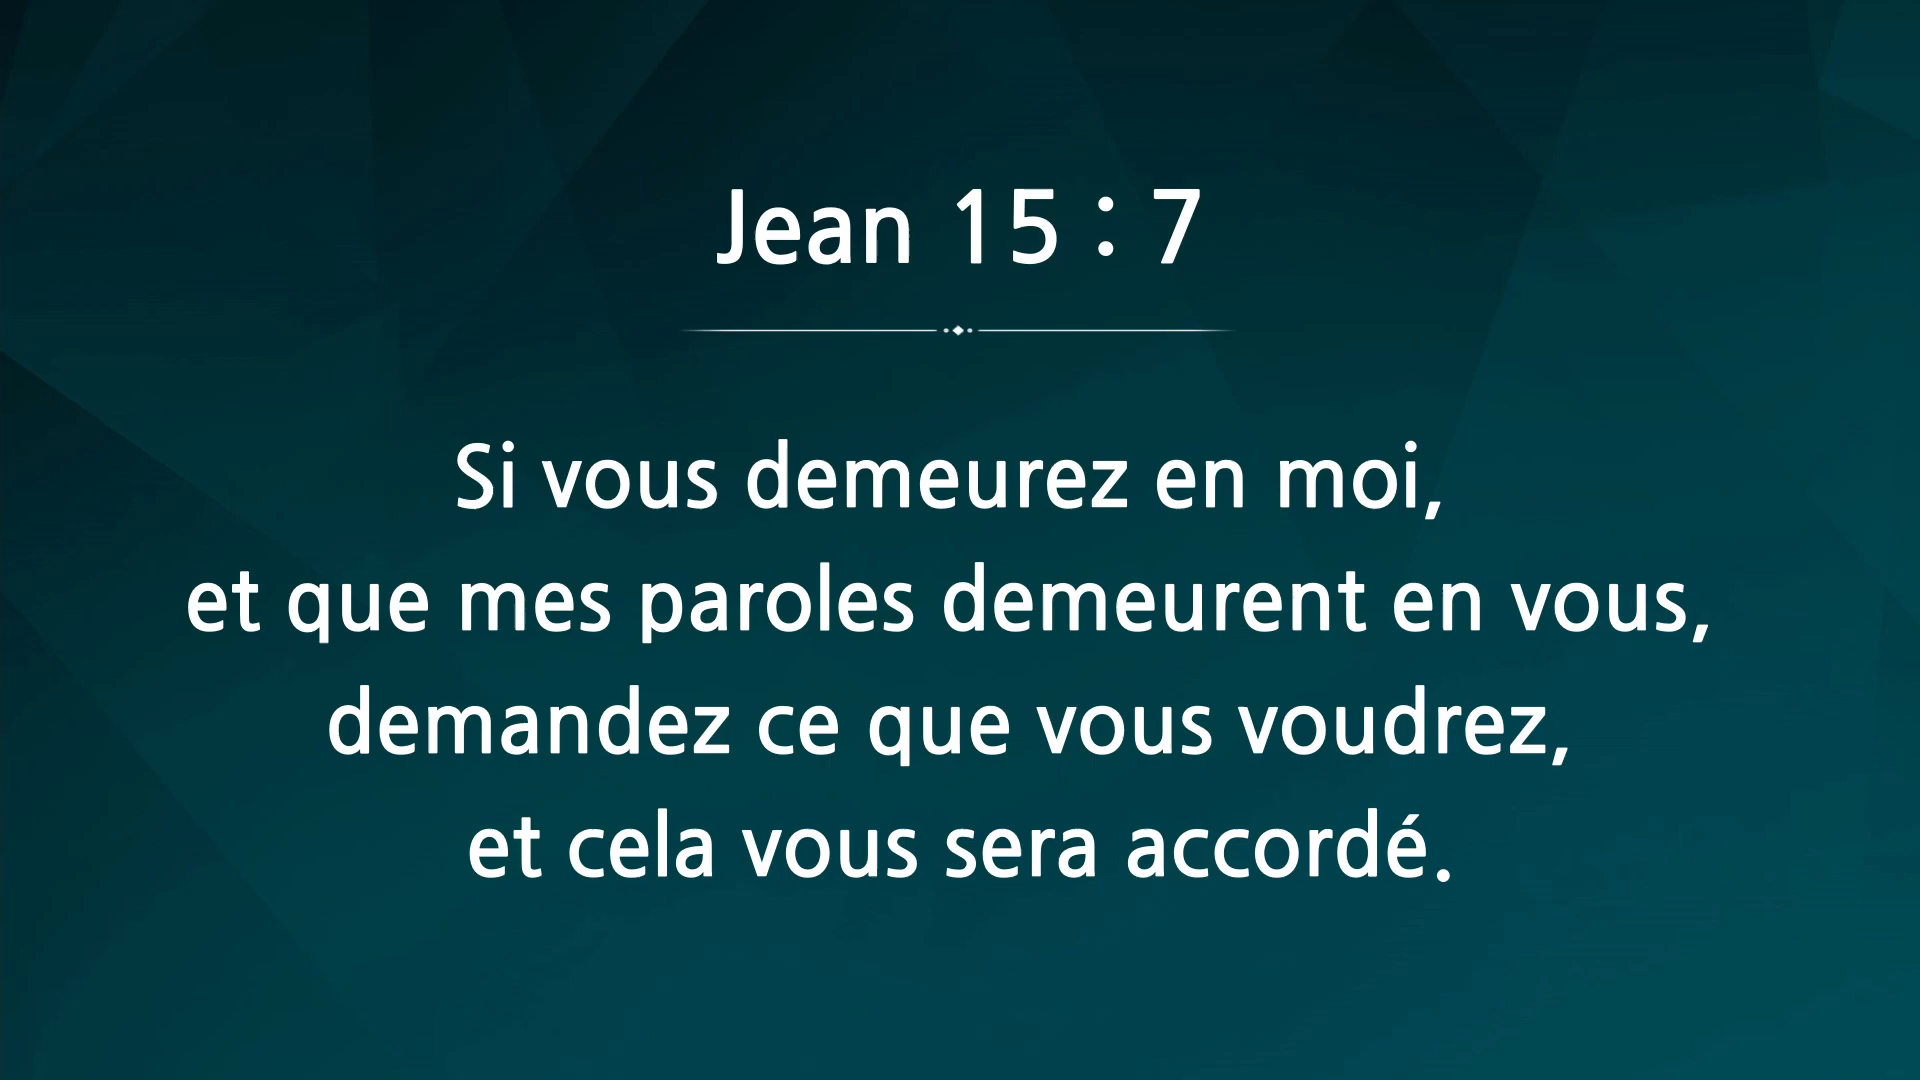 Jean 15 : 7
Si vous demeurez en moi,
et que mes paroles demeurent en vous,
demandez ce que vous voudrez,
et cela vous sera accordé.